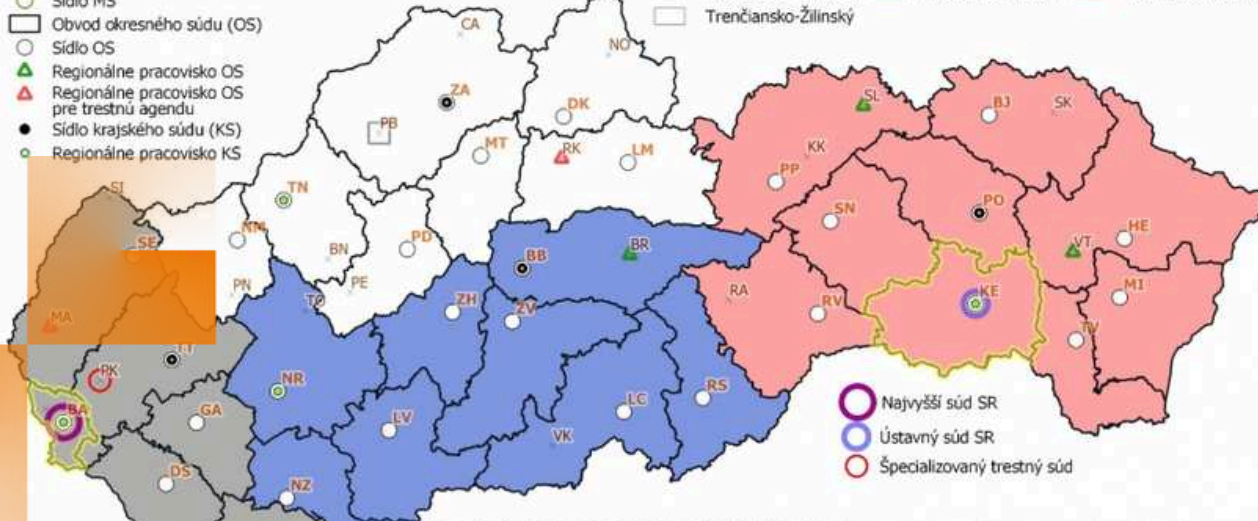 Sídlo MS
Obvod okresného súdu (OS)
Sídlo OS
Regionálne pracovisko OS
Regionálne pracovisko OS
pre trestnú agendu
Sídlo krajského súdu (KS)
Regionálne pracovisko KS
Trenčiansko-Žilinský
CA
NO
ZA
DK
PB
MT
RK
LM
SL
BJ
SK
KK
PP
SN
PO
HE
VT
MI
KE
TV
RA
RV
SI
SE
TN
NM
BN
PD
PN
PE
TO
BR
BB
ZH
ZV
MA
TT
PK
NR
RS
BA
GA
LV
LC
VK
DS
NZ
Najvyšší súd SR
Ústavný súd SR
Špecializovaný trestný súd